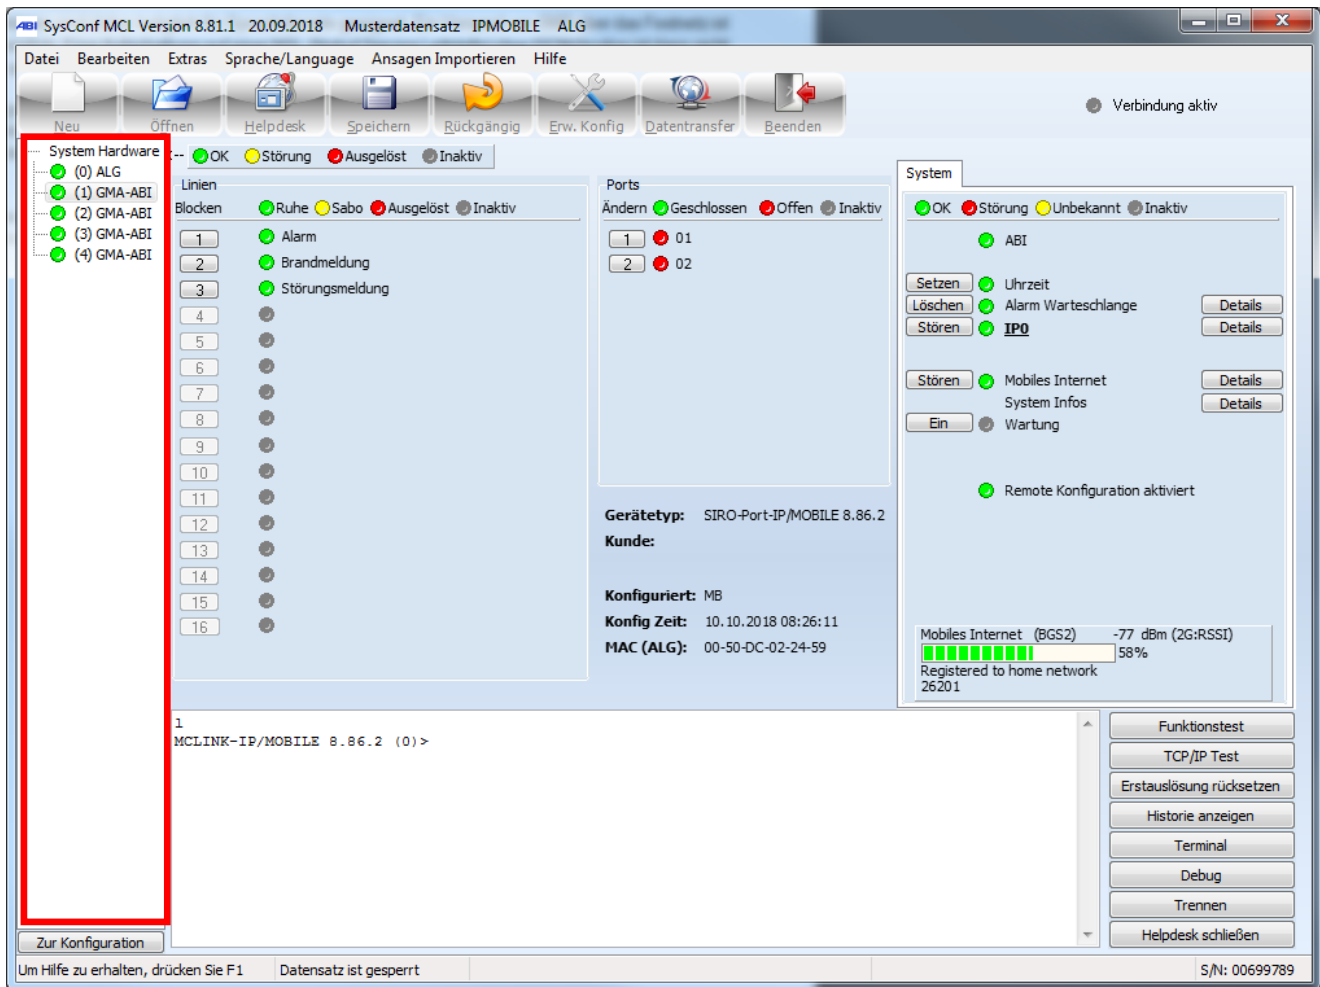 ABI SysConf MCL Version 8.81.1 20.09.2018 Musterdatensatz IPMOBILE ALG
Datei Bearbeiten Extras Sprache/Language Ansagen Importieren Hilfe
Neu Öffnen Helpdesk Speichern Rückgängig Erw. Konfig Datentransfer Beenden
Verbindung aktiv
System Hardware
(0) ALG
(1) GMA-ABI
(2) GMA-ABI
(3) GMA-ABI
(4) GMA-ABI
Zur Konfiguration
-- OK Störung Ausgelöst Inaktiv
Linien
Blocken Ruhe Sabo Ausgelöst Inaktiv
1 Alarm
2 Brandmeldung
3 Störungsmeldung
4
5
6
7
8
9
10
11
12
13
14
15
16
Ports
Ändern Geschlossen Offen Inaktiv
1 01
2 02
Gerätetyp: SIRO-Port-IP/MOBILE 8.86.2
Kunde:
Konfiguriert: MB
Konfig Zeit: 10.10.2018 08:26:11
MAC (ALG): 00-50-DC-02-24-59
System
OK Störung Unbekannt Inaktiv
ABI
Setzen Uhrzeit
Löschen Alarm Warteschlange Details
Stören IP0 Details
Stören Mobiles Internet Details
System Infos Details
Ein Wartung
Remote Konfiguration aktiviert
Mobiles Internet (BGS2) -77 dBm (2G:RSSI)
58%
Registered to home network
26201
1
MCLINK-IP/MOBILE 8.86.2 (0)>
Funktionstest
TCP/IP Test
Erstauslösung rücksetzen
Historie anzeigen
Terminal
Debug
Trennen
Helpdesk schließen
Um Hilfe zu erhalten, drücken Sie F1 Datensatz ist gesperrt S/N: 00699789